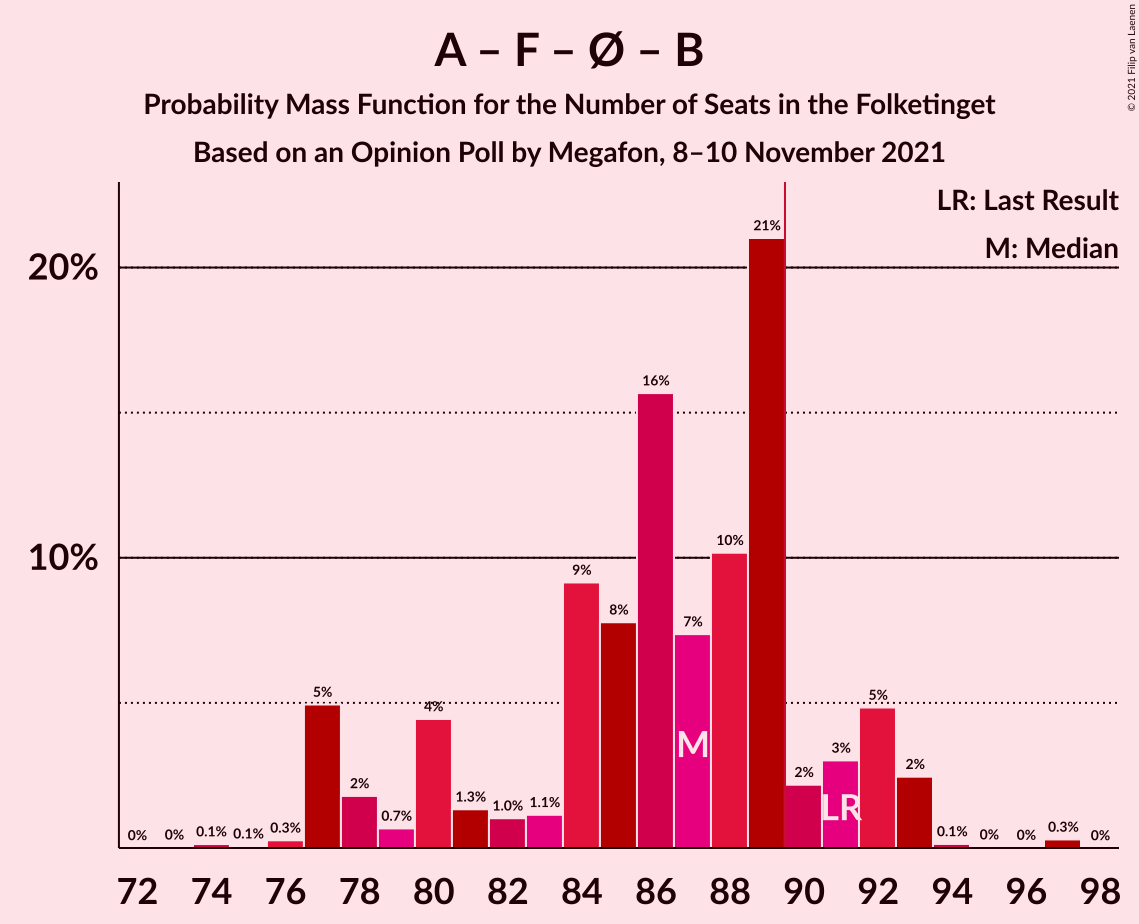 A – F – Ø – B
Probability Mass Function for the Number of Seats in the Folketinget
Based on an Opinion Poll by Megafon, 8–10 November 2021
© 2021 Filip van Laenen
LR: Last Result
M: Median
20%
10%
0% 0% 0.1% 0.1% 0.3% 5% 2% 0.7% 4% 1.3% 1.0% 1.1% 9% 8% 16% 7% 10% 21% 2% 3% 5% 2% 0.1% 0% 0% 0.3% 0%
M
LR
72 74 76 78 80 82 84 86 88 90 92 94 96 98